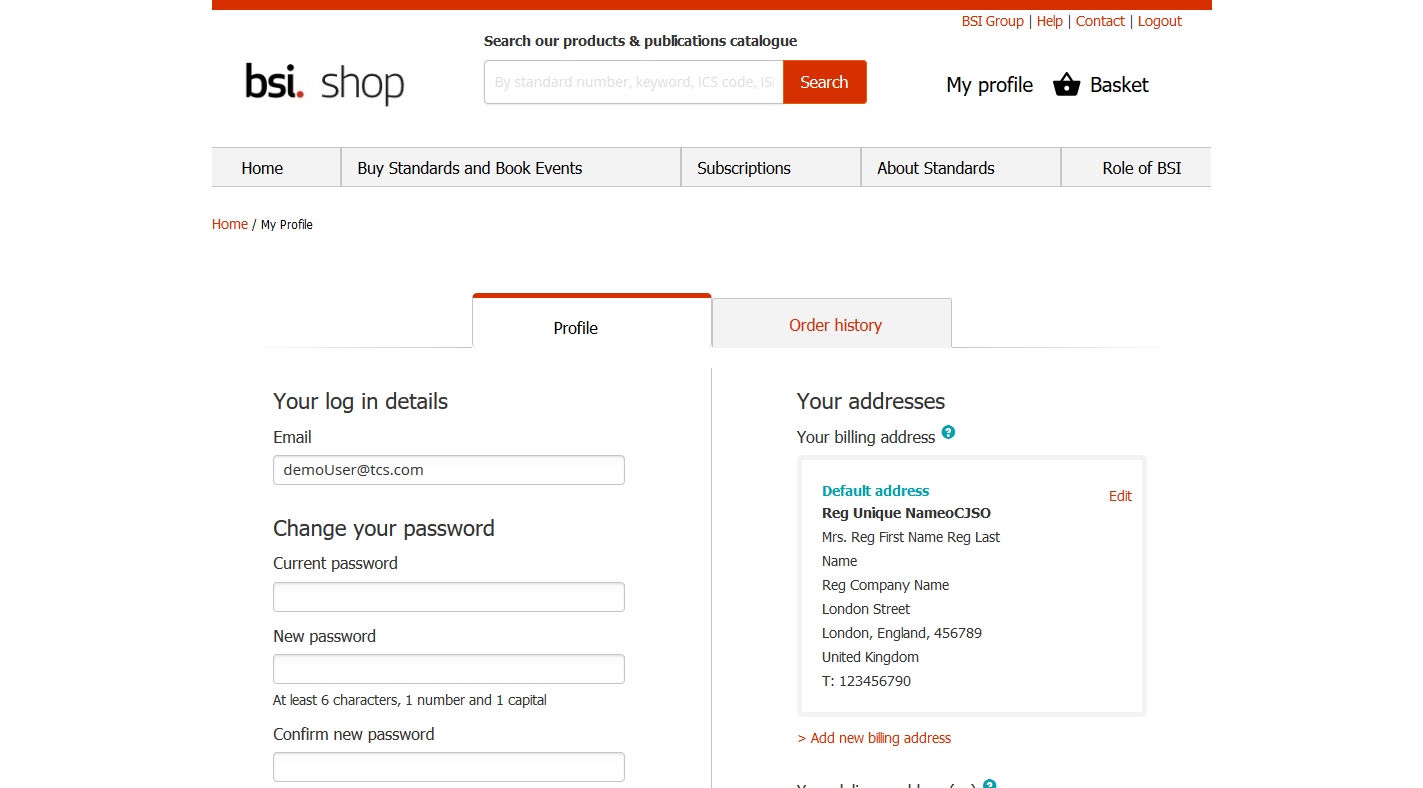 BSI Group | Help | Contact | Logout
Search our products & publications catalogue
bsi. shop
By standard number, keyword, ICS code, ISI
Search
My profile
Basket
Home
Buy Standards and Book Events
Subscriptions
About Standards
Role of BSI
Home / My Profile
Profile
Order history
Your log in details
Email
demoUser@tcs.com
Change your password
Current password
New password
At least 6 characters, 1 number and 1 capital
Confirm new password
Your addresses
Your billing address ?
Default address
Edit
Reg Unique NameoCJSO
Mrs. Reg First Name Reg Last
Name
Reg Company Name
London Street
London, England, 456789
United Kingdom
T: 123456790
> Add new billing address